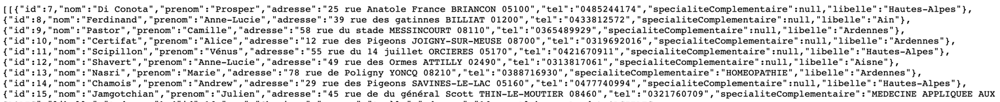 [[{"id":7,"nom":"Di Conota","prenom":"Prosper","adresse":"25 rue Anatole France BRIANCON 05100","tel":"0485244174","specialiteComplementaire":null,"libelle":"Hautes-Alpes"},
{"id":8,"nom":"Ferdinand","prenom":"Anne-Lucie","adresse":"39 rue des gatinnes BILLIAT 01200","tel":"0433812572","specialiteComplementaire":null,"libelle":"Ain"},
{"id":9,"nom":"Pastor","prenom":"Camille","adresse":"58 rue du stade MESSINCOURT 08110","tel":"0365489929","specialiteComplementaire":null,"libelle":"Ardennes"},
{"id":10,"nom":"Certifat","prenom":"Alice","adresse":"12 rue des Pigeons JOIGNY-SUR-MEUSE 08700","tel":"0319692016","specialiteComplementaire":null,"libelle":"Ardennes"},
{"id":11,"nom":"Scipillon","prenom":"Vénus","adresse":"55 rue du 14 juillet ORCIERES 05170","tel":"0421670911","specialiteComplementaire":null,"libelle":"Hautes-Alpes"},
{"id":12,"nom":"Shavert","prenom":"Anne-Lucie","adresse":"49 rue des Ormes ATTILLY 02490","tel":"0313817061","specialiteComplementaire":null,"libelle":"Aisne"},
{"id":13,"nom":"Nasri","prenom":"Marie","adresse":"78 rue de Poligny YONCQ 08210","tel":"0388716930","specialiteComplementaire":"HOMEOPATHIE","libelle":"Ardennes"},
{"id":14,"nom":"Chamois","prenom":"Andrew","adresse":"29 rue des Pigeons SAVINES-LE-LAC 05160","tel":"0477740994","specialiteComplementaire":null,"libelle":"Hautes-Alpes"},
{"id":15,"nom":"Jamgotchian","prenom":"Julien","adresse":"45 rue de du général Scott THIN-LE-MOUTIER 08460","tel":"0321760709","specialiteComplementaire":"MEDECINE APPLIQUEE AUX